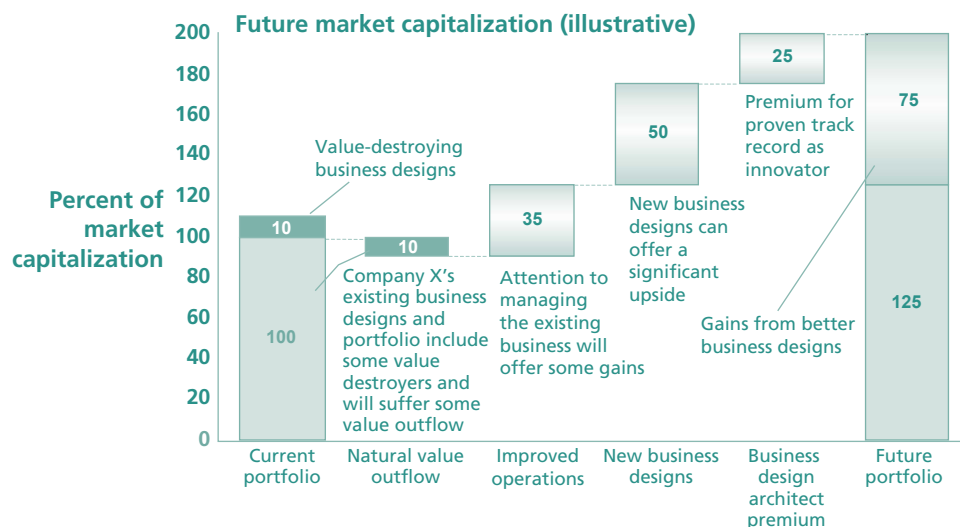 Future market capitalization (illustrative)
Percent of
market
capitalization
200
180
160
140
120
100
80
60
40
20
0
Value-destroying
business designs
10
100
10
Company X's
existing business
designs and
portfolio include
some value
destroyers and
will suffer some
value outflow
35
Attention to
managing
the existing
business will
offer some gains
50
New business
designs can
offer a
significant
upside
25
Premium for
proven track
record as
innovator
75
125
Gains from better
business designs
Current
portfolio
Natural value
outflow
Improved
operations
New business
designs
Business
design
architect
premium
Future
portfolio